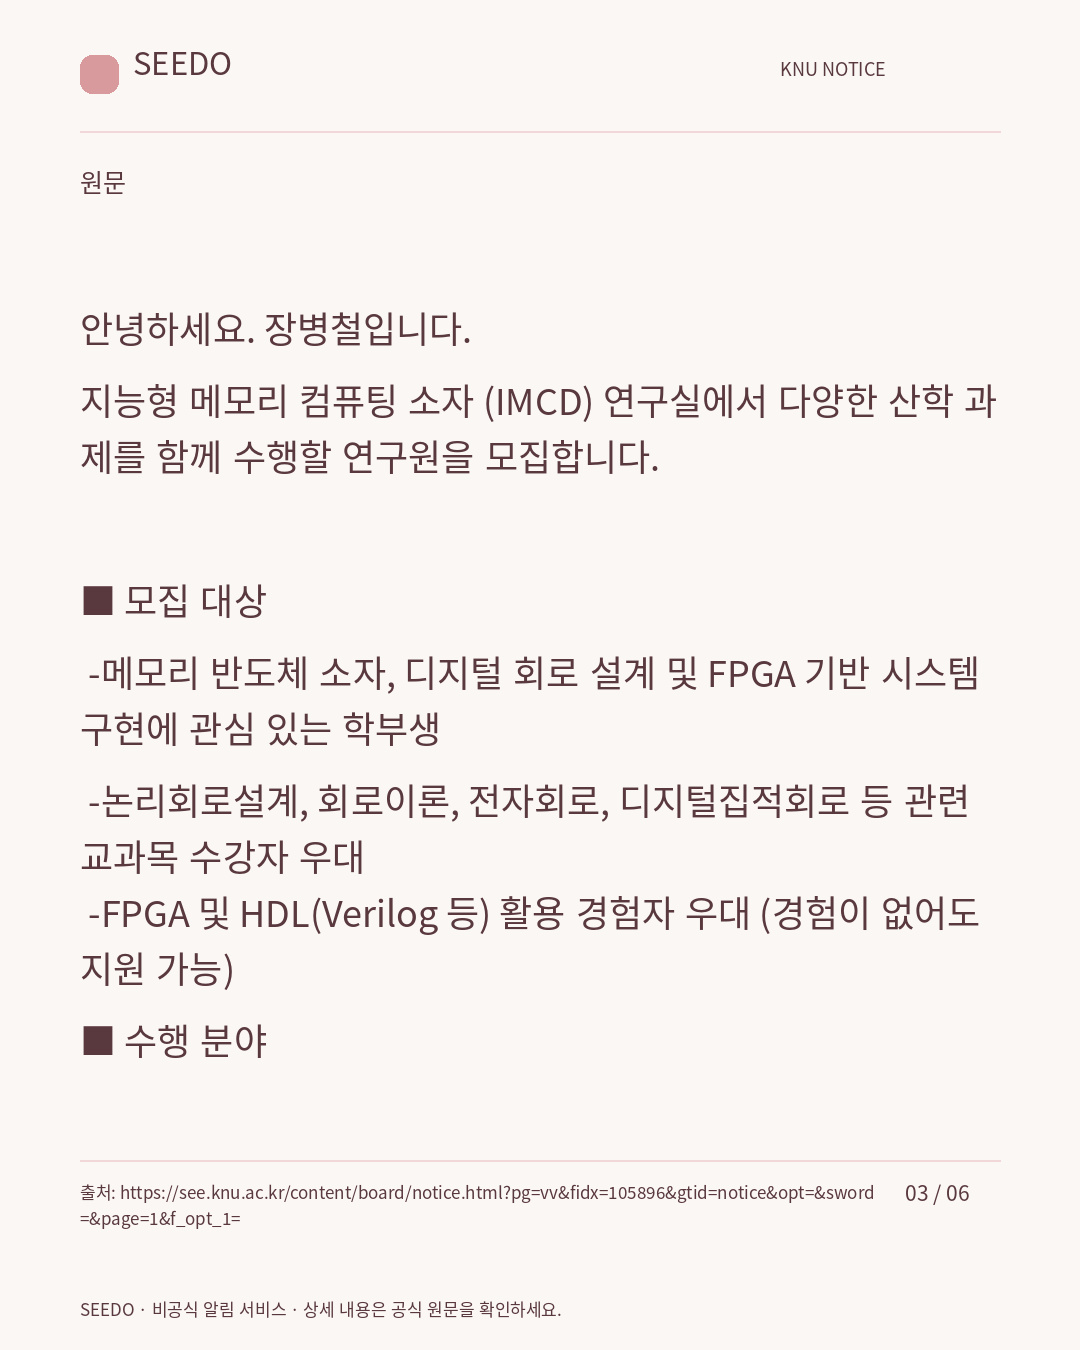 SEEDO
KNU NOTICE
원문
안녕하세요. 장병철입니다.
지능형 메모리 컴퓨팅 소자 (IMCD) 연구실에서 다양한 산학 과
제를 함께 수행할 연구원을 모집합니다.
■ 모집 대상
-메모리 반도체 소자, 디지털 회로 설계 및 FPGA 기반 시스템
구현에 관심 있는 학부생
-논리회로설계, 회로이론, 전자회로, 디지털집적회로 등 관련
교과목 수강자 우대
-FPGA 및 HDL(Verilog 등) 활용 경험자 우대 (경험이 없어도
지원 가능)
■ 수행 분야
출처: https://see.knu.ac.kr/content/board/notice.html?pg=vv&fidx=105896&gtid=notice&opt=&sword
=&page=1&f_opt_1=
03 / 06
SEEDO · 비공식 알림 서비스 · 상세 내용은 공식 원문을 확인하세요.